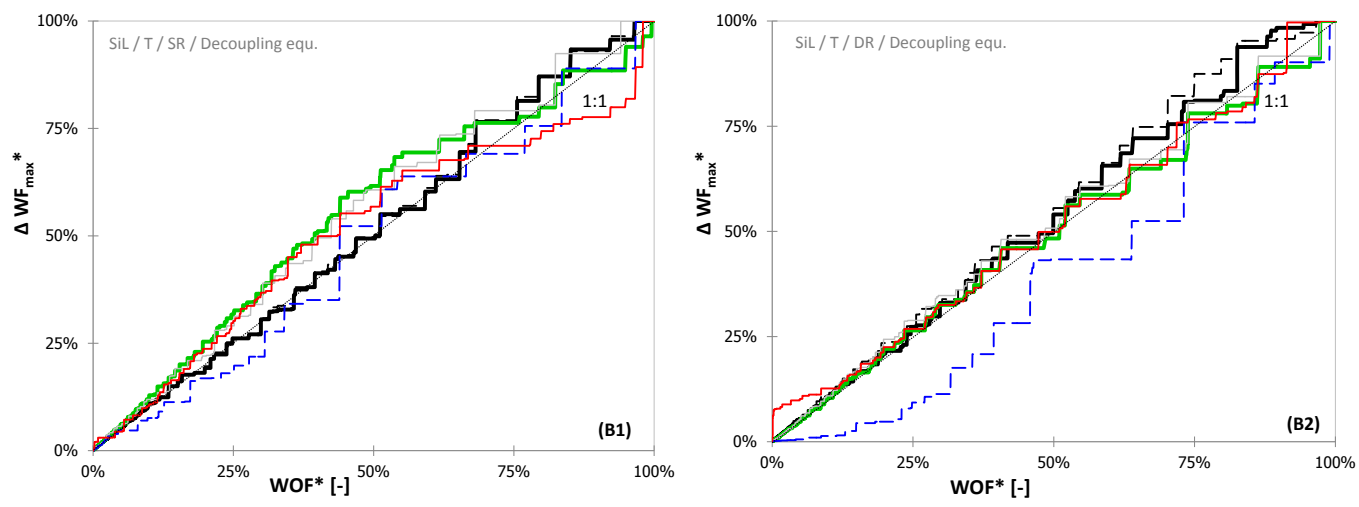 100%
75%
50%
25%
0%
Δ WFmax*
SiL / T / SR / Decoupling equ.
1:1
(B1)
0%
25%
50%
75%
100%
WOF* [-]
100%
75%
50%
25%
0%
Δ WFmax*
SiL / T / DR / Decoupling equ.
1:1
(B2)
0%
25%
50%
75%
100%
WOF* [-]